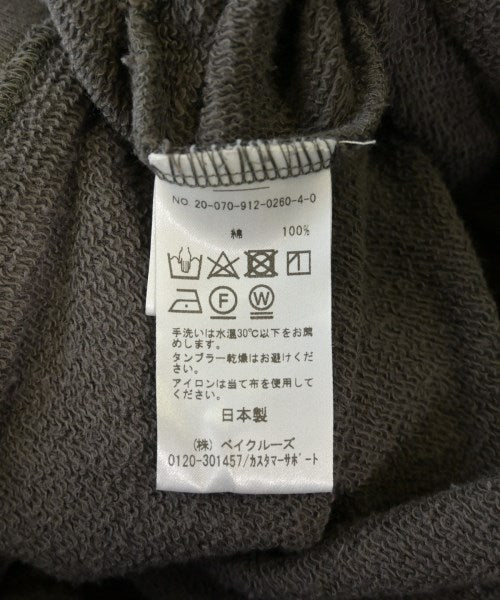 NO. 20-070-912-0260-4-0
綿 100%
F W
手洗いは水温30℃以下をお薦
めします。
タンブラー乾燥はお避けくださ
い。
アイロンは当て布を使用して
ください。
日本製
(株) ベイクルーズ
0120-301457/カスタマーサポート